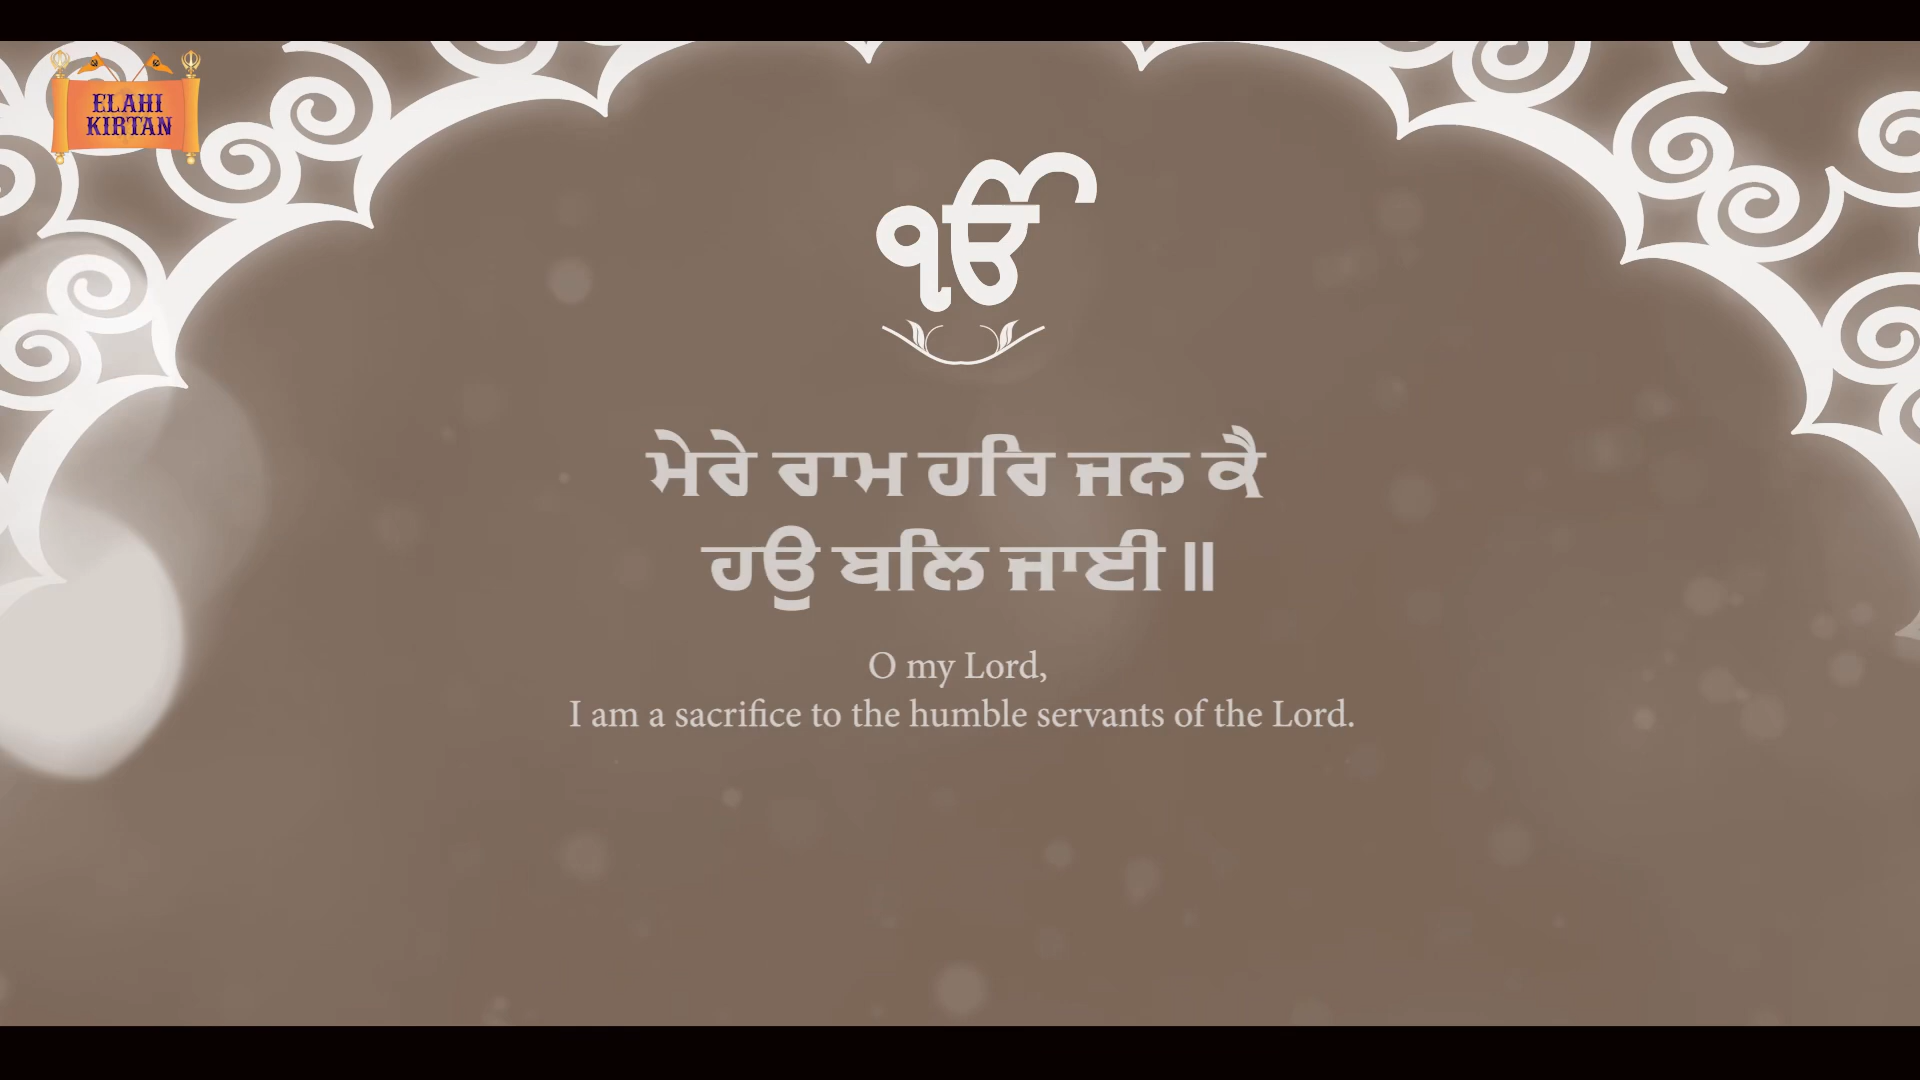 ELAHI
KIRTAN
ੴ
ਮੇਰੇ ਰਾਮ ਹਰਿ ਜਨ ਕੈ
ਹਉ ਬਲਿ ਜਾਈ ॥
O my Lord,
I am a sacrifice to the humble servants of the Lord.